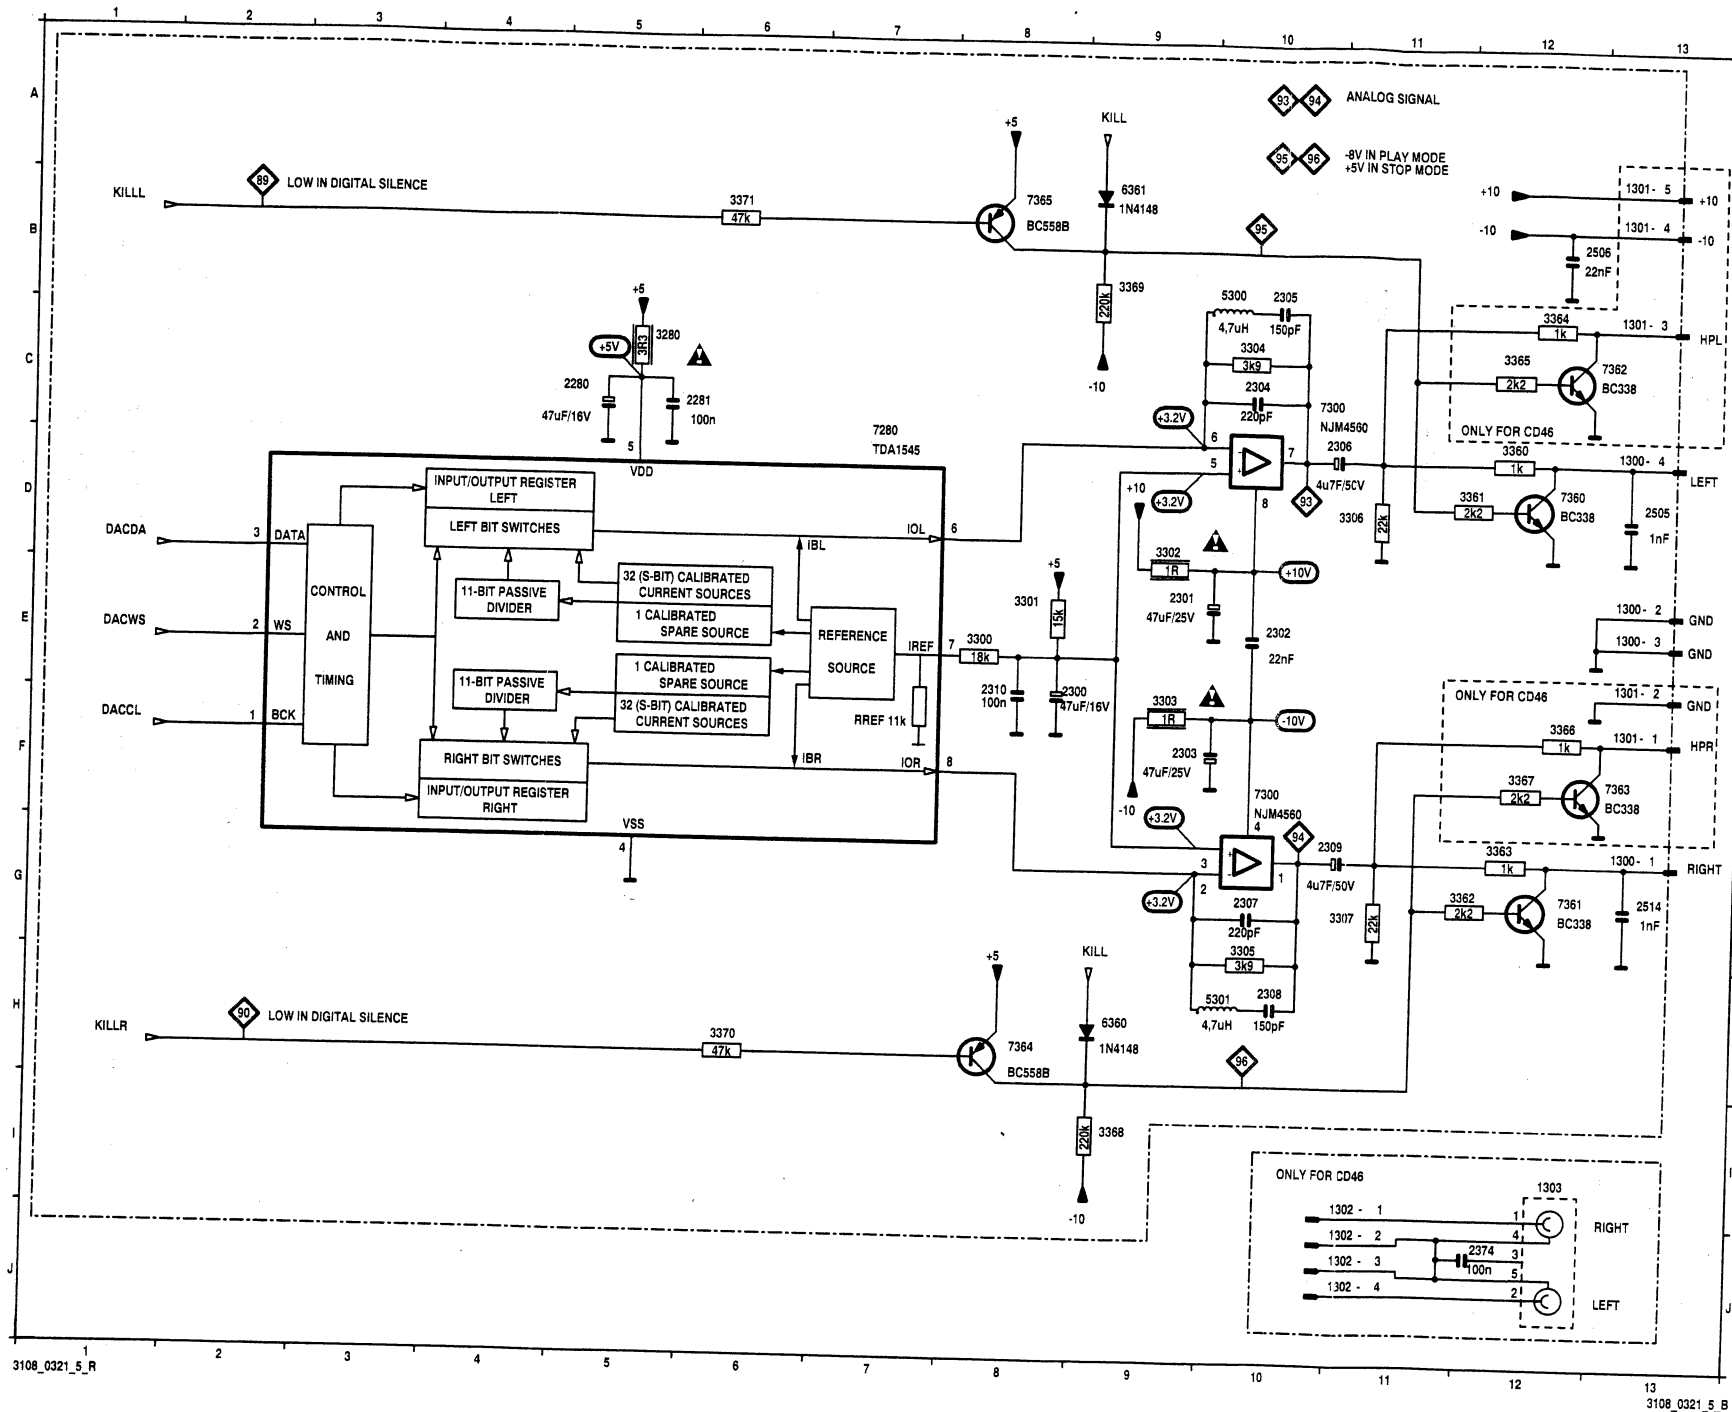 1 2 3 4 5 6 7 8 9 10 11 12 13
A
93 94 ANALOG SIGNAL
95 96 -8V IN PLAY MODE
+5V IN STOP MODE
+5
KILL
KILLL
89 LOW IN DIGITAL SILENCE
3371
47k
7365
BC558B
6361
1N4148
95
+10
1301- 5
+10
-10
1301- 4
-10
2506
22nF
B
3369
220k
-10
+5
3280
3R3
+5V
2280
47uF/16V
2281
100n
5
VDD
C
5300
4,7uH
2305
150pF
3304
3k9
2304
220pF
+3.2V
7300
NJM4560
6
5
7
8
+3.2V
93
2306
4u7F/50V
3306
22k
3364
1k
1301- 3
HPL
3365
2k2
7362
BC338
ONLY FOR CD46
3360
1k
1300- 4
LEFT
3361
2k2
7360
BC338
2505
1nF
7280
TDA1545
D
INPUT/OUTPUT REGISTER
LEFT
LEFT BIT SWITCHES
IOL 6
IBL
DACDA
3 DATA
DACWS
2 WS
DACCL
1 BCK
CONTROL
AND
TIMING
11-BIT PASSIVE
DIVIDER
32 (S-BIT) CALIBRATED
CURRENT SOURCES
1 CALIBRATED
SPARE SOURCE
REFERENCE
SOURCE
IREF 7
1 CALIBRATED
SPARE SOURCE
32 (S-BIT) CALIBRATED
CURRENT SOURCES
11-BIT PASSIVE
DIVIDER
RREF 11k
RIGHT BIT SWITCHES
INPUT/OUTPUT REGISTER
RIGHT
IBR
IOR 8
VSS
4
E
+5
3301
15k
3300
18k
2310
100n
2300
47uF/16V
+10
3302
1R
+10V
2301
47uF/25V
2302
22nF
3303
1R
-10V
2303
47uF/25V
-10
1300- 2
GND
1300- 3
GND
F
ONLY FOR CD46
1301- 2
GND
3366
1k
1301- 1
HPR
3367
2k2
7363
BC338
7300
NJM4560
4
+3.2V
3
2
1
+3.2V
94
2309
4u7F/50V
3307
22k
3363
1k
1300- 1
RIGHT
3362
2k2
7361
BC338
2514
1nF
G
2307
220pF
3305
3k9
5301
4,7uH
2308
150pF
H
KILLR
90 LOW IN DIGITAL SILENCE
3370
47k
+5
7364
BC558B
KILL
6360
1N4148
96
I
3368
220k
-10
I
ONLY FOR CD46
1303
1302 - 1
1
RIGHT
1302 - 2
4
2374
100n
3
1302 - 3
5
1302 - 4
2
LEFT
J
J
1 2 3 4 5 6 7 8 9 10 11 12 13
3108_0321_5_R
3108_0321_5_B